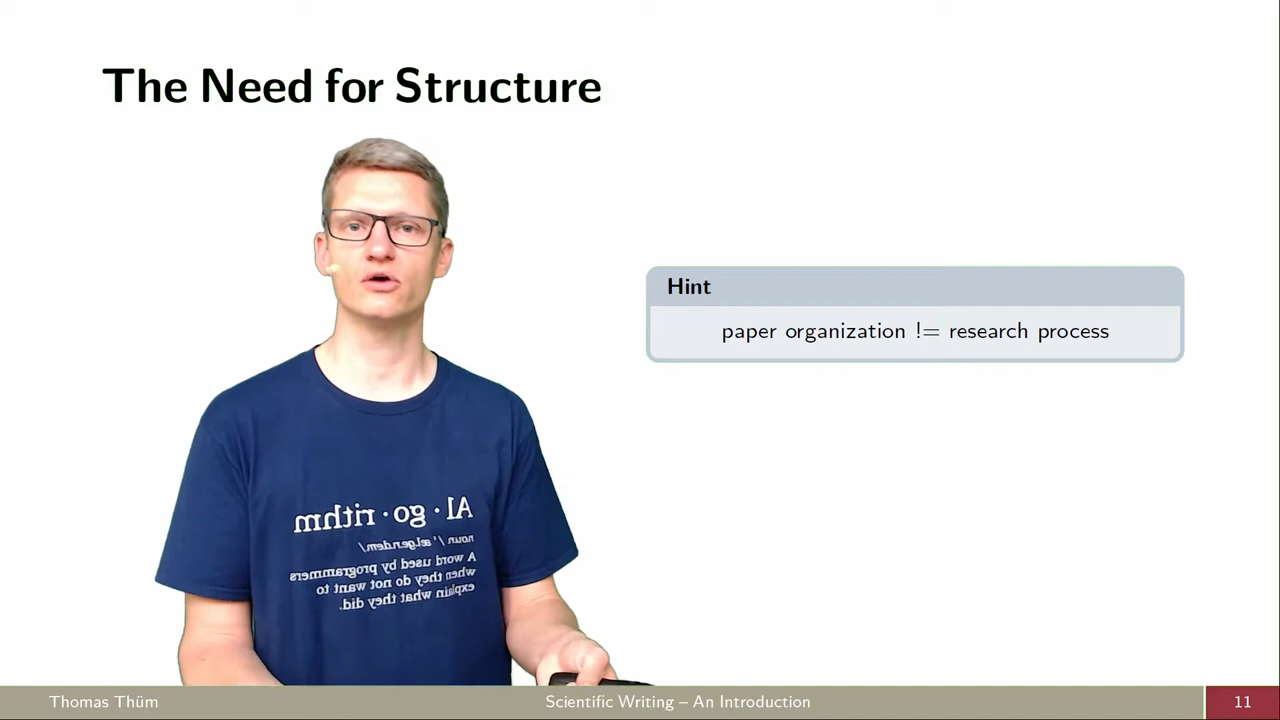 The Need for Structure
Hint
paper organization != research process
Al·go·rithm
noun /
A word used by programmers
when they do not want to
explain what they did.
Thomas Thüm
Scientific Writing – An Introduction
11